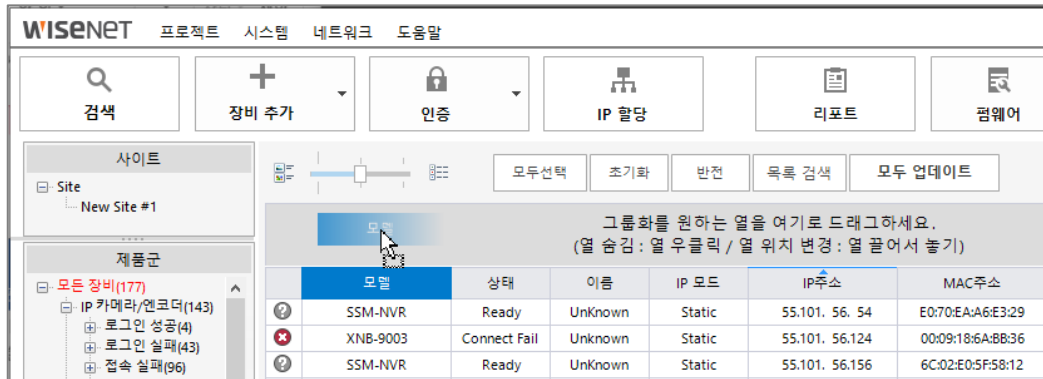 WISENET 프로젝트 시스템 네트워크 도움말
검색 장비 추가 인증 IP 할당 리포트 펌웨어
사이트
Site
New Site #1
제품군
모든 장비(177)
IP 카메라/엔코더(143)
로그인 성공(4)
로그인 실패(43)
접속 실패(96)
모두선택 초기화 반전 목록 검색 모두 업데이트
모델
그룹화를 원하는 열을 여기로 드래그하세요.
(열 숨김 : 열 우클릭 / 열 위치 변경 : 열 끌어서 놓기)
모델 상태 이름 IP 모드 IP주소 MAC주소
SSM-NVR Ready UnKnown Static 55.101. 56. 54 E0:70:EA:A6:E3:29
XNB-9003 Connect Fail Unknown Static 55.101. 56.124 00:09:18:6A:BB:36
SSM-NVR Ready UnKnown Static 55.101. 56.156 6C:02:E0:5F:58:12